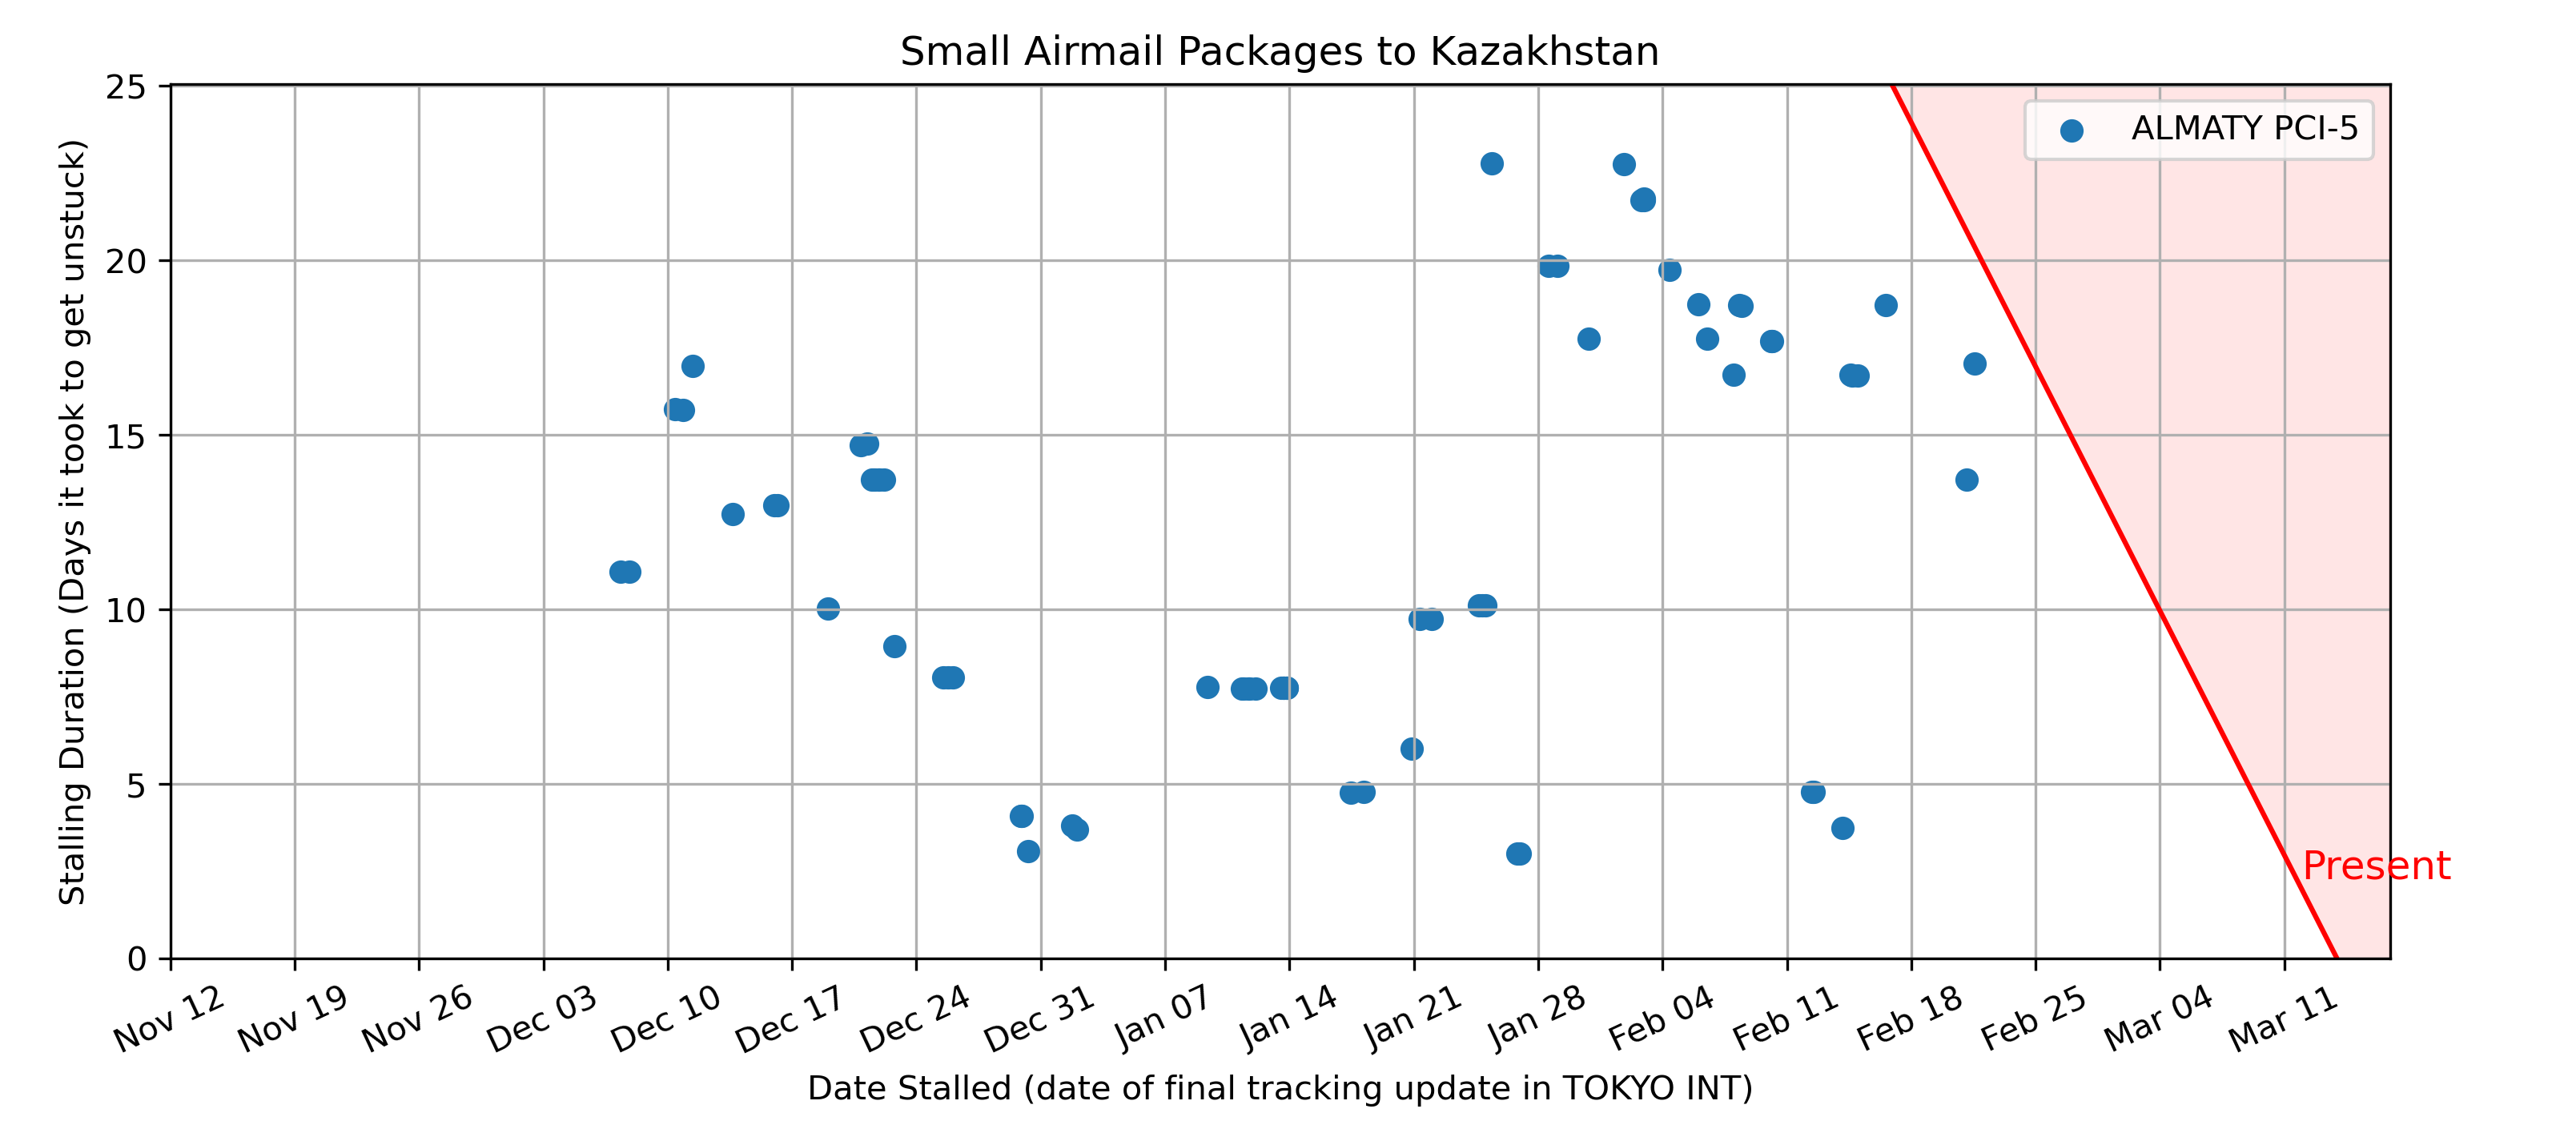 Small Airmail Packages to Kazakhstan
ALMATY PCI-5
Stalling Duration (Days it took to get unstuck)
25
20
15
10
5
0
Present
Nov 12
Nov 19
Nov 26
Dec 03
Dec 10
Dec 17
Dec 24
Dec 31
Jan 07
Jan 14
Jan 21
Jan 28
Feb 04
Feb 11
Feb 18
Feb 25
Mar 04
Mar 11
Date Stalled (date of final tracking update in TOKYO INT)